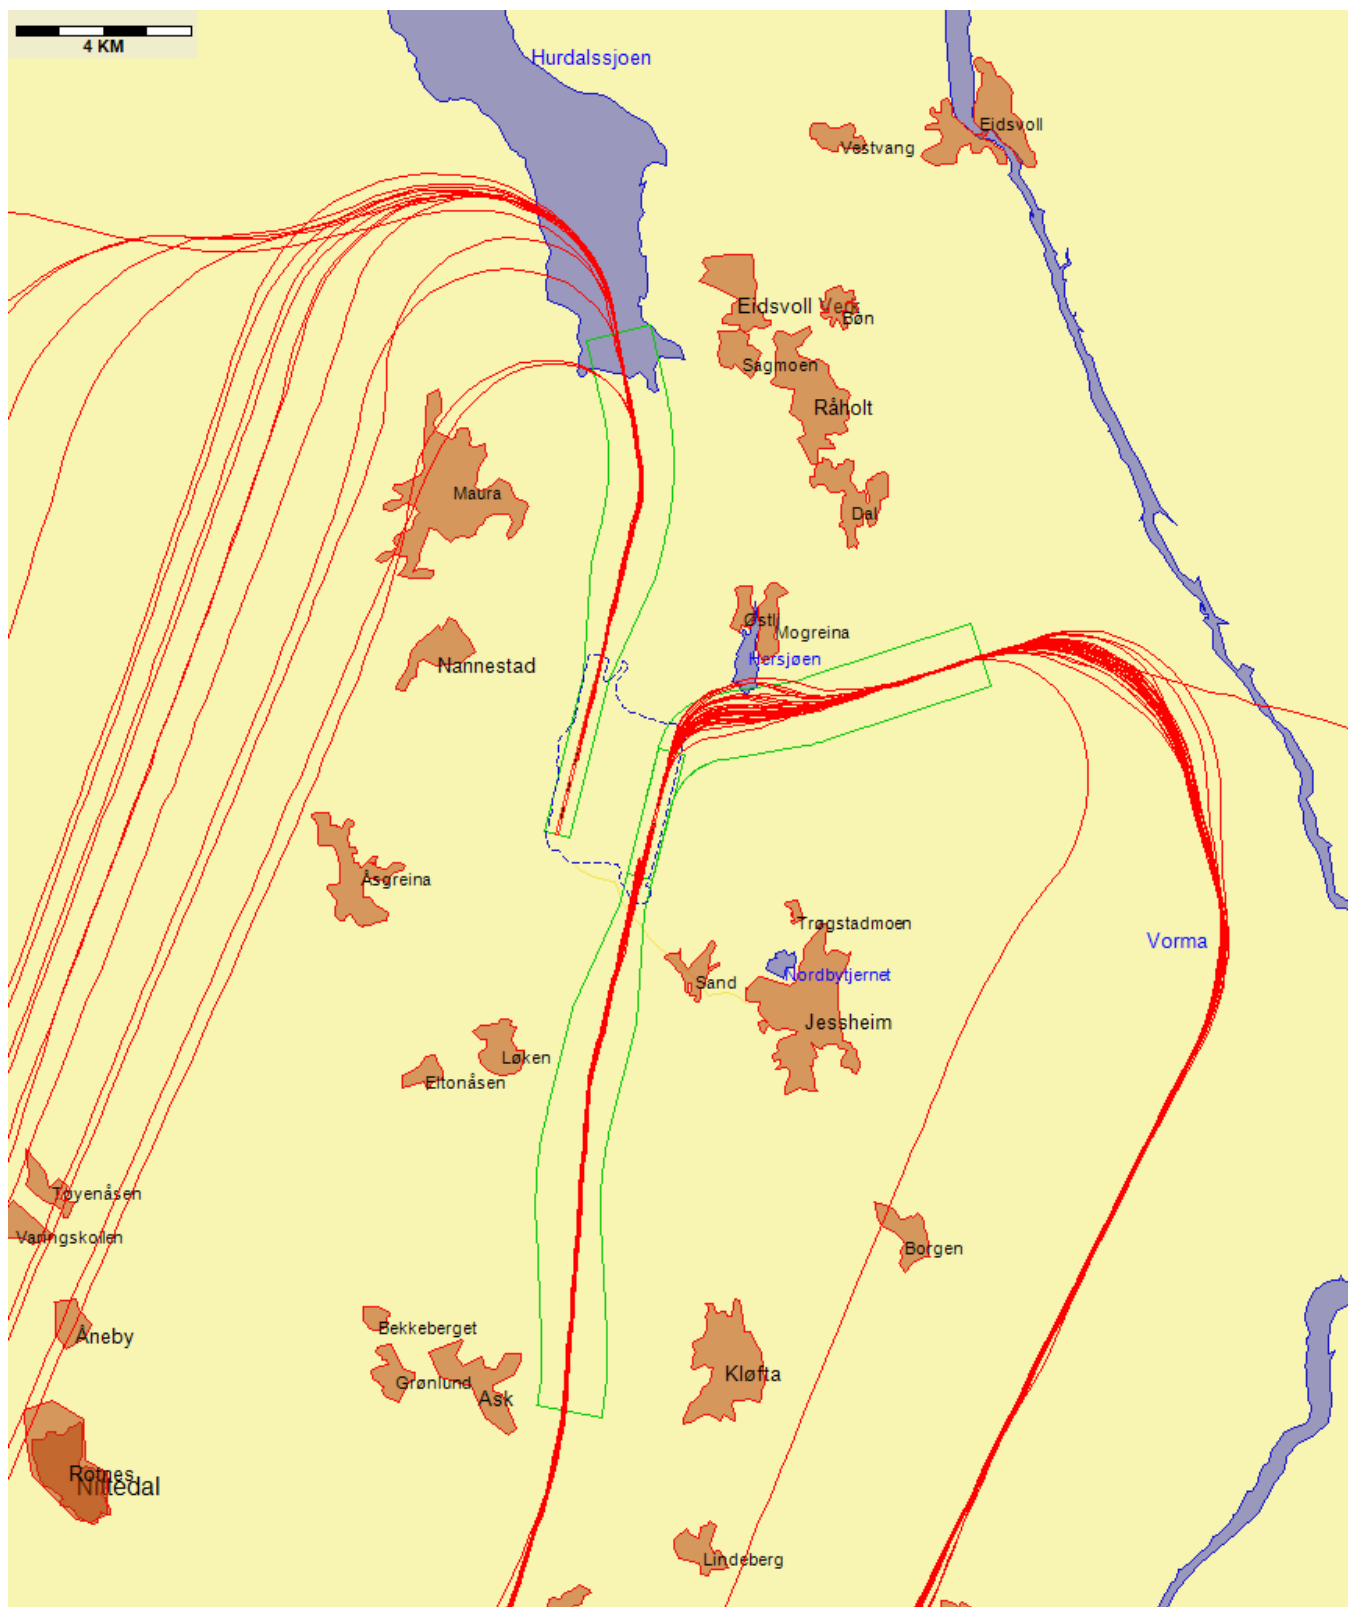 4 KM
Hurdalssjoen
Eidsvoll
Vestvang
Eidsvoll Verk
Bøn
Sagmoen
Råholt
Maura
Dal
Østli
Mogreina
Nannestad
Hersjøen
Åsgreina
Trøgstadmoen
Vorma
Nordbytjernet
Sand
Jessheim
Løken
Eltonåsen
Tøyenåsen
Varingskollen
Borgen
Bekkeberget
Åneby
Kløfta
Grønlund
Ask
Rotnes
Nittedal
Lindeberg